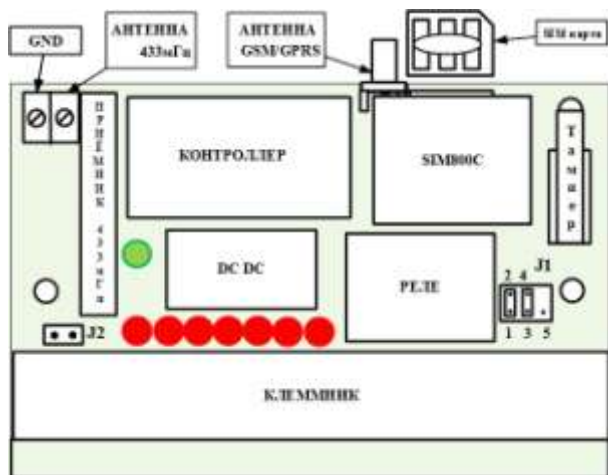 GND
АНТЕННА
433мГц
АНТЕННА
GSM/GPRS
SIM карта
ПРИЁМНИК 433мГц
КОНТРОЛЛЕР
SIM800C
Тампер
DC DC
РЕЛЕ
J1
2 4
1 3 5
J2
КЛЕММНИК